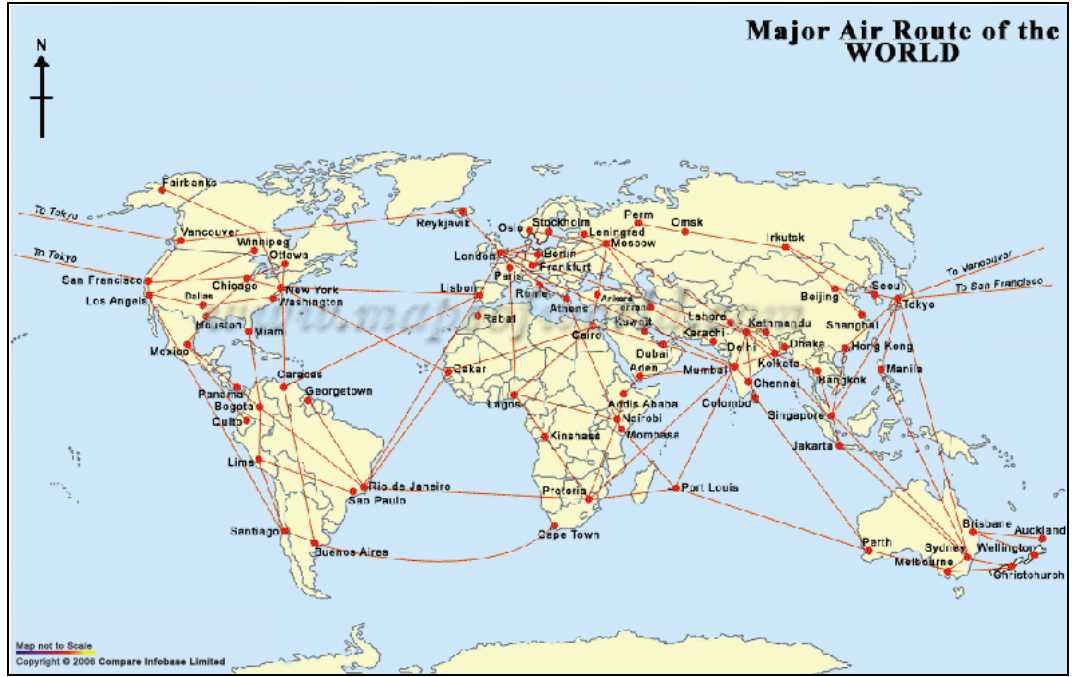 Major Air Route of the
WORLD
N
Fairbanks
To Tokyo
Vancouver
Winnipeg
Ottawa
To Tokyo
San Francisco
Chicago
Los Angels
Dallas
New York
Washington
Houston
Miami
Mexico
Panama
Caracas
Georgetown
Bogota
Quito
Lima
Rio de Janeiro
Sao Paulo
Santiago
Buenos Aires
Reykjavik
Oslo
Stockholm
Leningrad
Moscow
Perm
Omsk
Irkutsk
London
Berlin
Frankfurt
Paris
Lisbon
Rome
Athens
Ankara
Rabat
Cairo
Kuwait
Dubai
Aden
Dakar
Lagos
Addis Ababa
Nairobi
Mombasa
Kinshasa
Pretoria
Cape Town
Port Louis
Lahore
Karachi
Delhi
Kathmandu
Dhaka
Kolkata
Mumbai
Chennai
Colombo
Beijing
Seou
Tokyo
Shanghai
Hong Kong
Manila
Bangkok
Singapore
Jakarta
To Vancouver
To San Francisco
Perth
Brisbane
Auckland
Sydney
Wellington
Melbourne
Christchurch
Map not to Scale
Copyright © 2006 Compare Infobase Limited